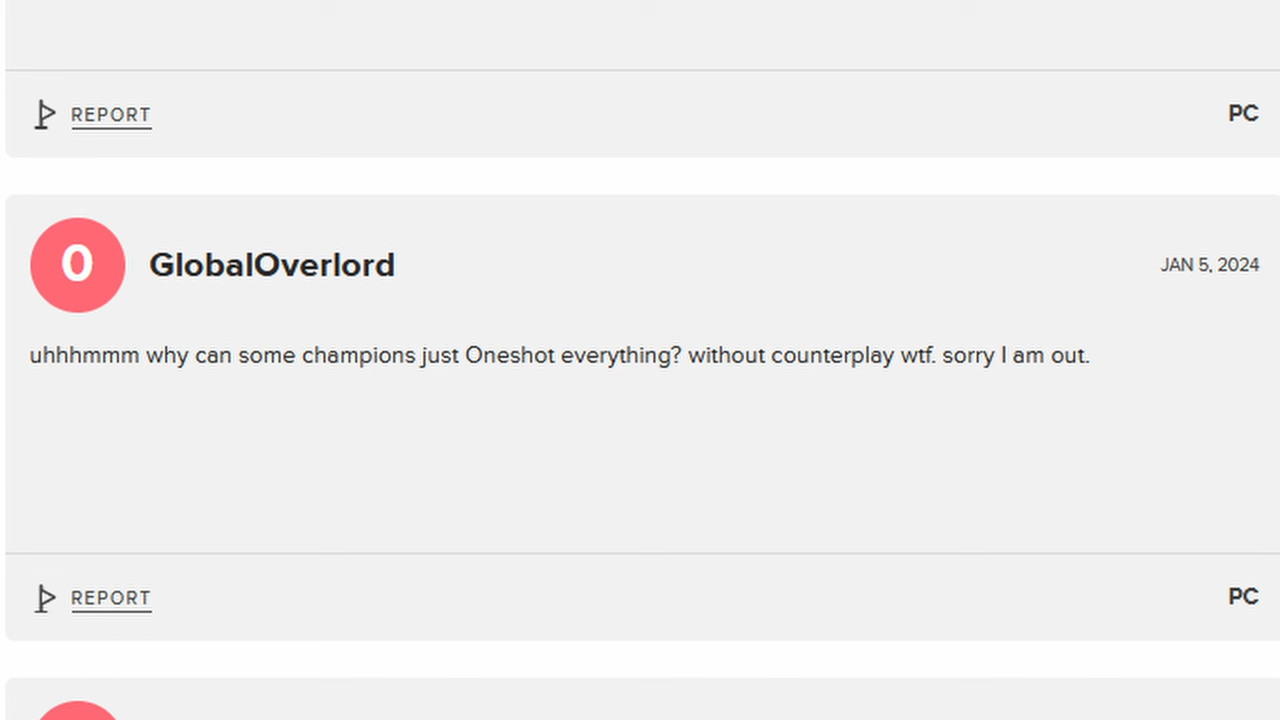 REPORT PC
0 GlobalOverlord JAN 5, 2024
uhhhmmm why can some champions just Oneshot everything? without counterplay wtf. sorry I am out.
REPORT PC